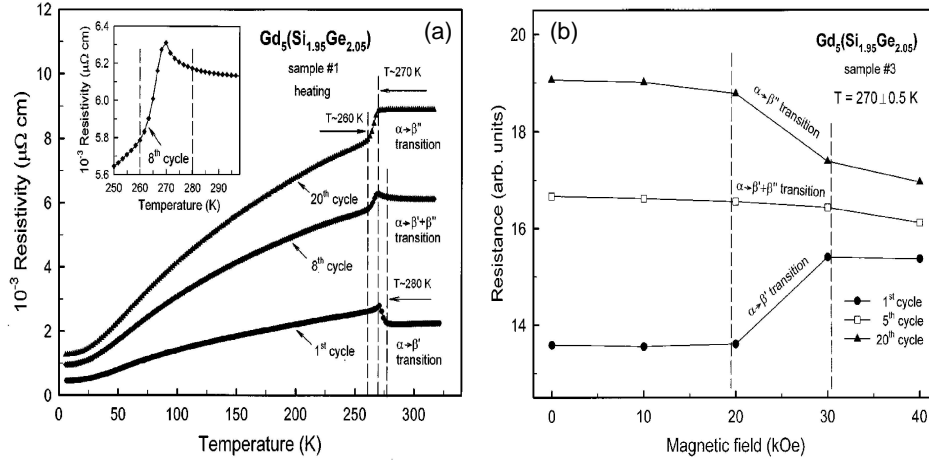 (a)
Gd5(Si1.95Ge2.05)
sample #1
heating
T~270 K
T~260 K
α→β''
transition
20th cycle
α→β'+β''
transition
8th cycle
T~280 K
1st cycle
α→β'
transition
10-3 Resistivity (μΩ cm)
12
10
8
6
4
2
0
0 50 100 150 200 250 300
Temperature (K)
10-3 Resistivity (μΩ cm)
6.4
6.2
6.0
5.8
5.6
8th cycle
250 260 270 280 290
Temperature (K)
(b)
Gd5(Si1.95Ge2.05)
sample #3
T = 270⊥0.5 K
α→β'' transition
α→β'+β'' transition
α→β' transition
1st cycle
5th cycle
20th cycle
Resistance (arb. units)
20
18
16
14
0 10 20 30 40
Magnetic field (kOe)